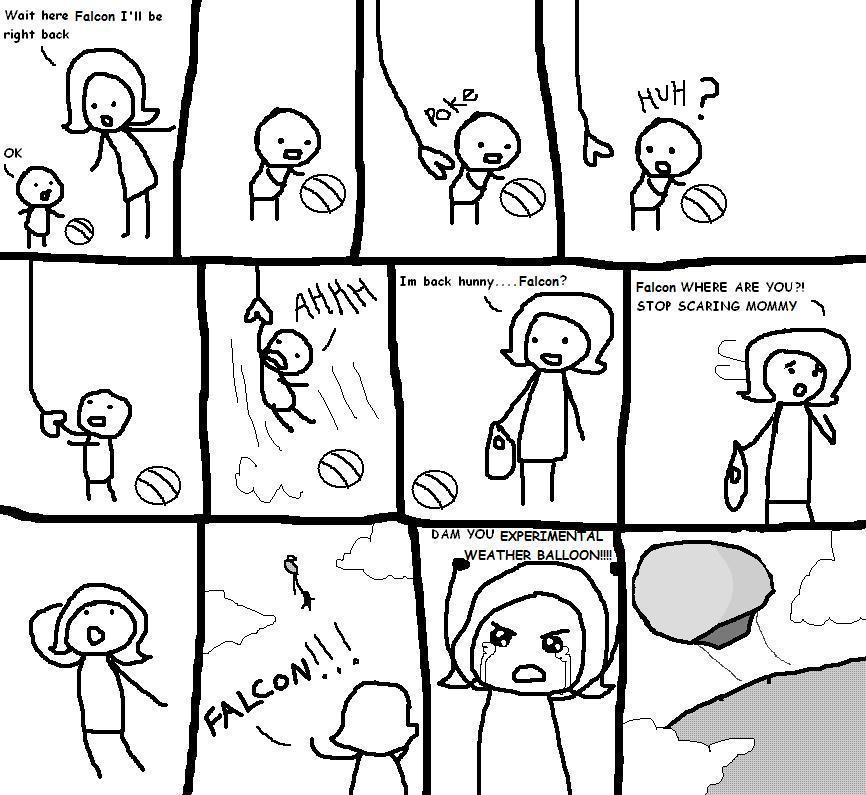 Wait here Falcon I'll be
right back
OK
POKE
HUH ?
AHHH
Im back hunny....Falcon?
Falcon WHERE ARE YOU?!
STOP SCARING MOMMY
FALCON!!!
DAM YOU EXPERIMENTAL
WEATHER BALLOON!!!!